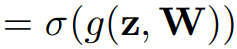 = σ(g(z, W))